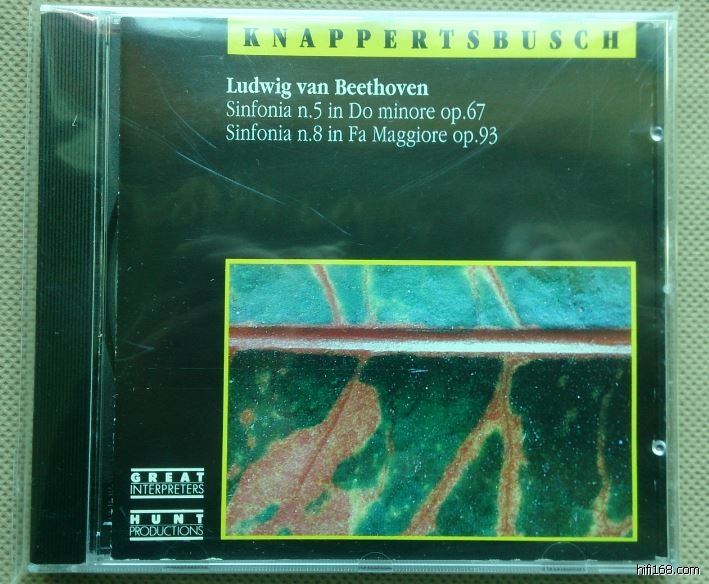 KNAPPERTSBUSCH
Ludwig van Beethoven
Sinfonia n.5 in Do minore op.67
Sinfonia n.8 in Fa Maggiore op.93
GREAT
INTERPRETERS
HUNT
PRODUCTIONS
hifi168.com